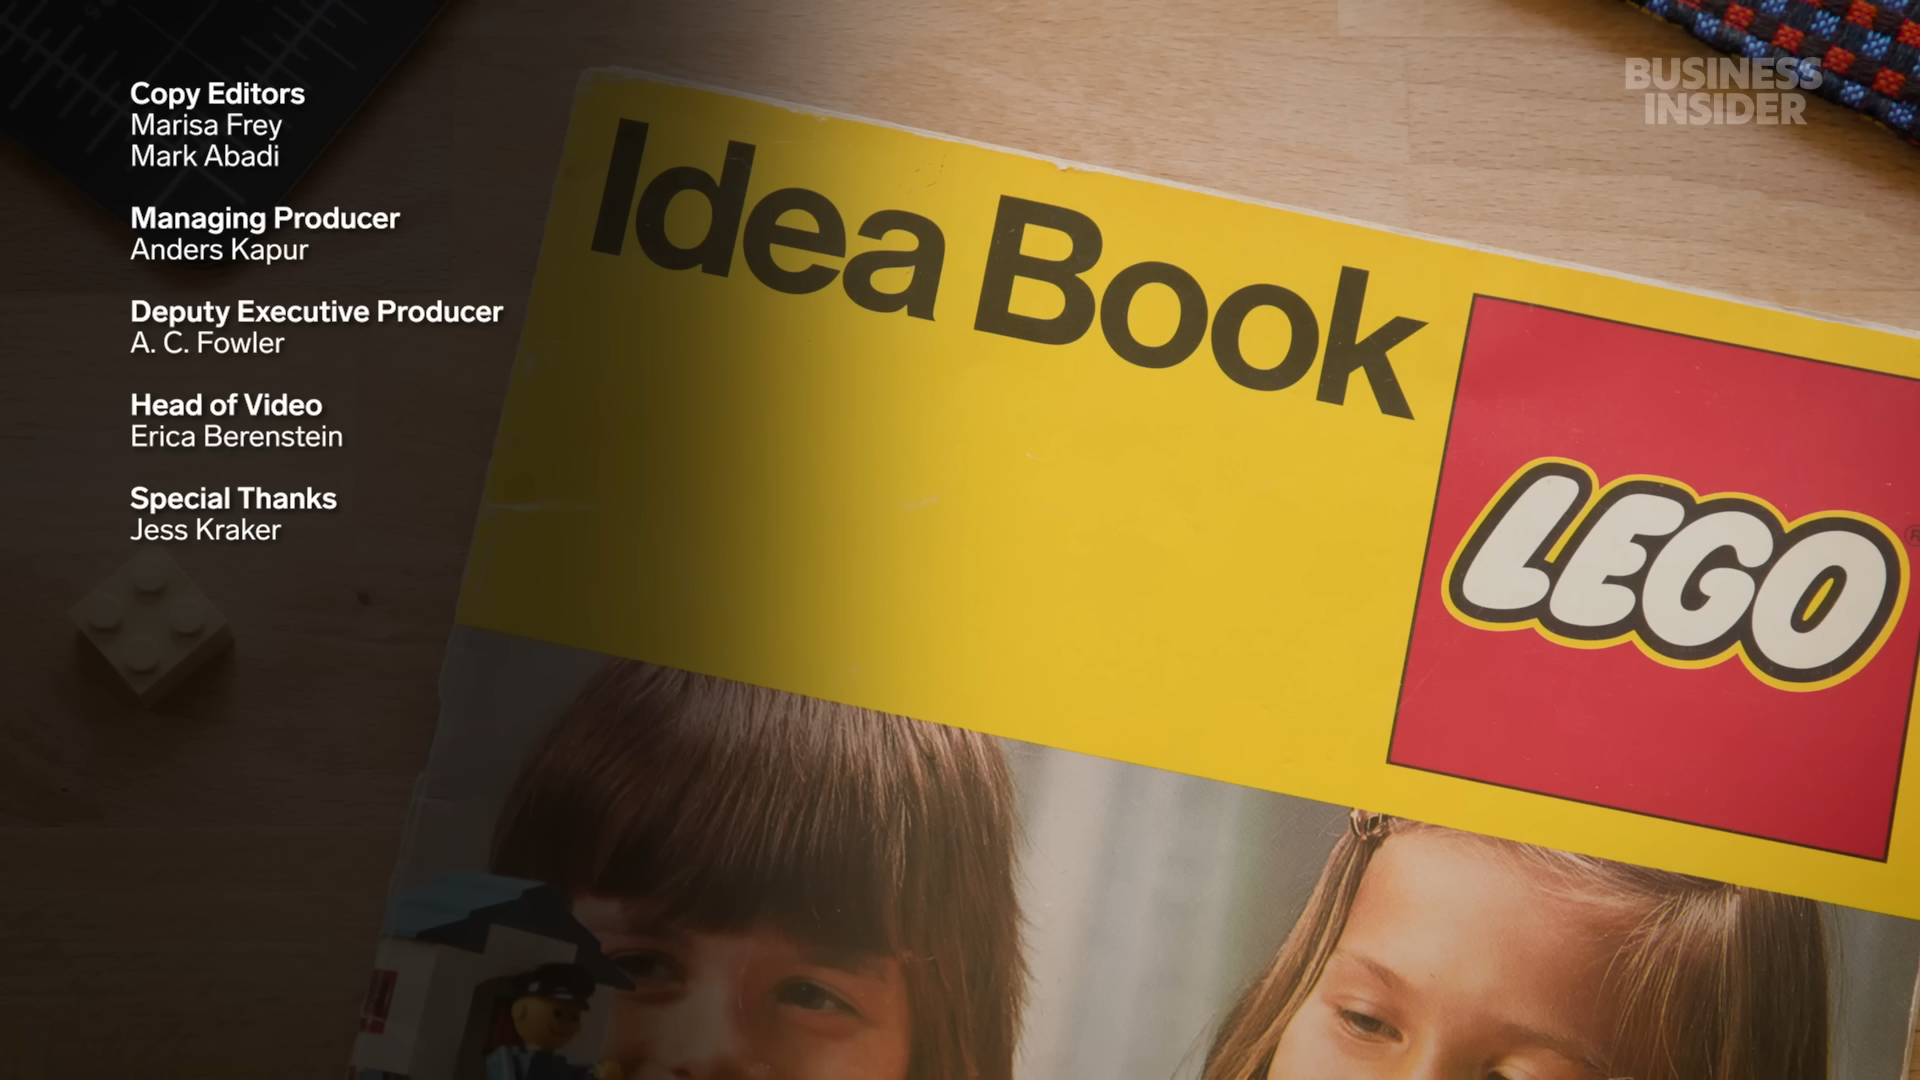 Copy Editors
Marisa Frey
Mark Abadi
Managing Producer
Anders Kapur
Deputy Executive Producer
A. C. Fowler
Head of Video
Erica Berenstein
Special Thanks
Jess Kraker
BUSINESS
INSIDER
Idea Book
LEGO